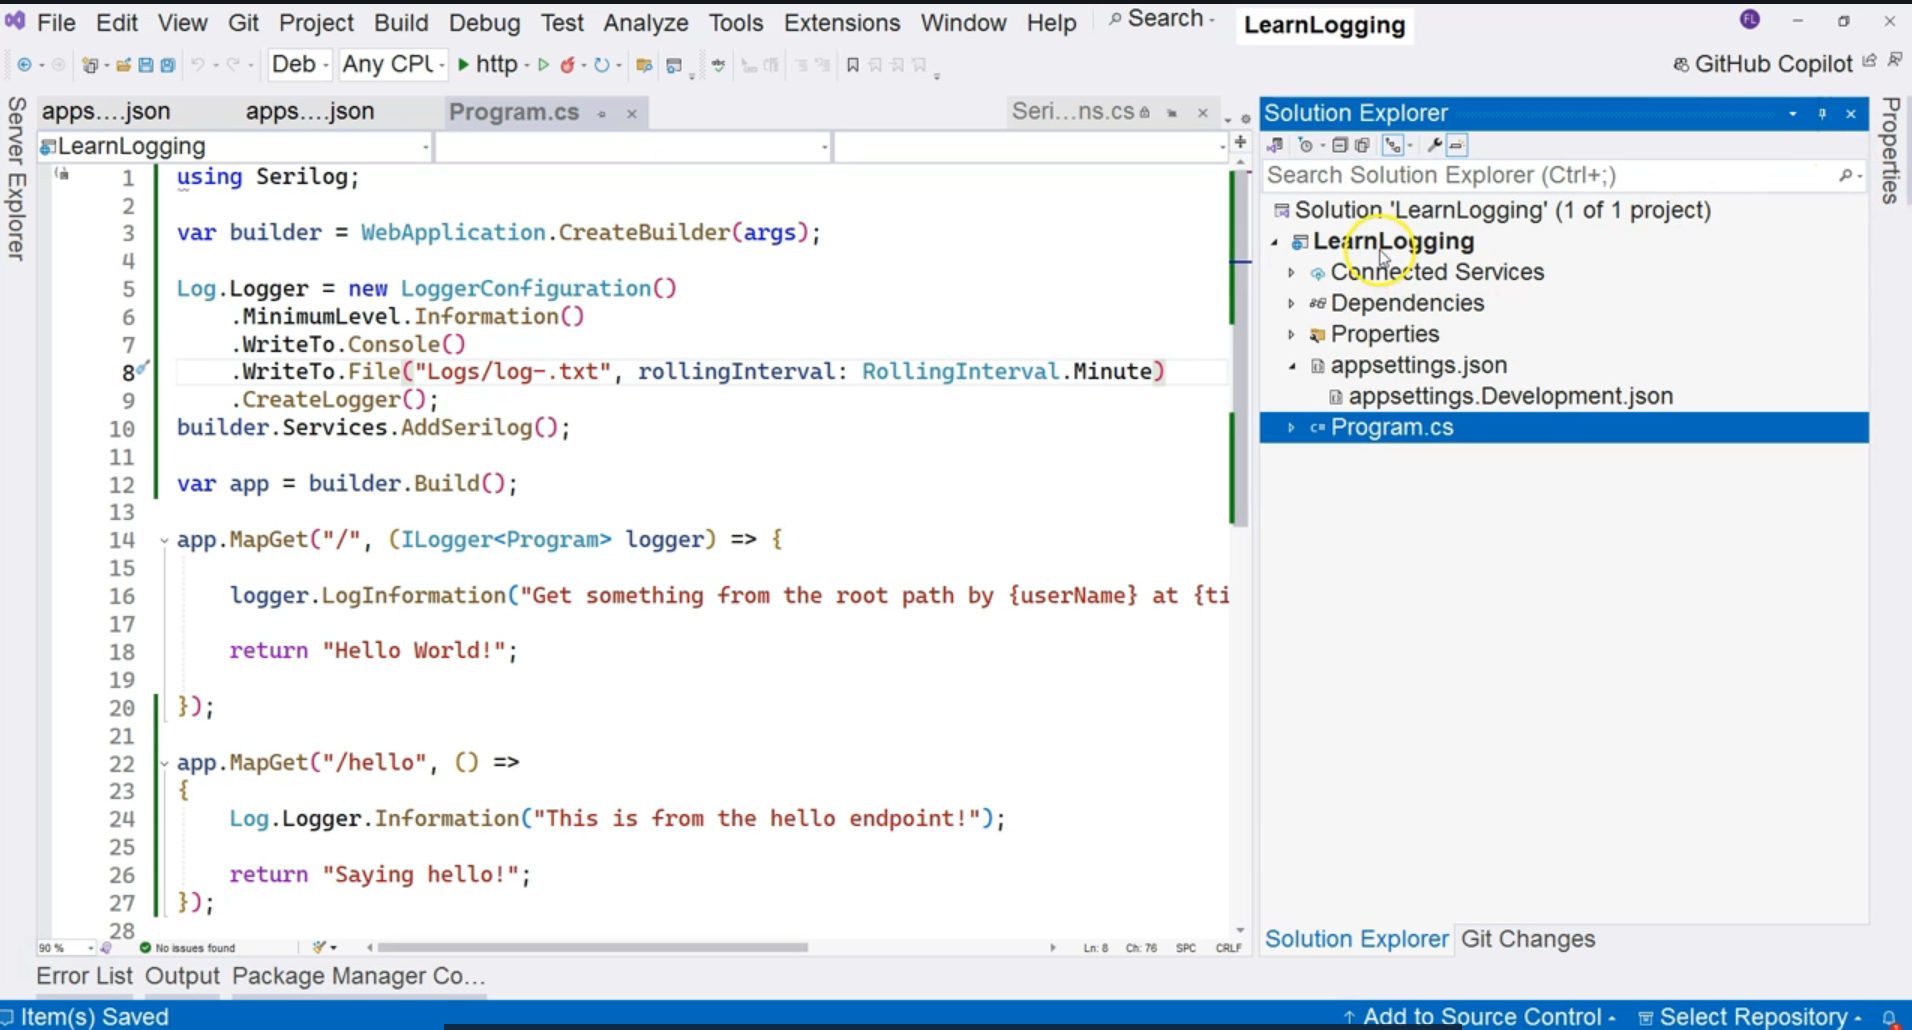 File Edit View Git Project Build Debug Test Analyze Tools Extensions Window Help Search LearnLogging FL
Deb Any CPU http GitHub Copilot
Server Explorer
apps....json apps....json Program.cs Seri...ns.cs
LearnLogging
1 using Serilog;
2
3 var builder = WebApplication.CreateBuilder(args);
4
5 Log.Logger = new LoggerConfiguration()
6 .MinimumLevel.Information()
7 .WriteTo.Console()
8 .WriteTo.File("Logs/log-.txt", rollingInterval: RollingInterval.Minute)
9 .CreateLogger();
10 builder.Services.AddSerilog();
11
12 var app = builder.Build();
13
14 app.MapGet("/", (ILogger<Program> logger) => {
15
16 logger.LogInformation("Get something from the root path by {userName} at {ti
17
18 return "Hello World!";
19
20 });
21
22 app.MapGet("/hello", () =>
23 {
24 Log.Logger.Information("This is from the hello endpoint!");
25
26 return "Saying hello!";
27 });
28
90 % No issues found Ln: 8 Ch: 76 SPC CRLF
Solution Explorer
Search Solution Explorer (Ctrl+;)
Solution 'LearnLogging' (1 of 1 project)
LearnLogging
Connected Services
Dependencies
Properties
appsettings.json
appsettings.Development.json
C# Program.cs
Solution Explorer Git Changes
Properties
Error List Output Package Manager Co...
Item(s) Saved Add to Source Control Select Repository